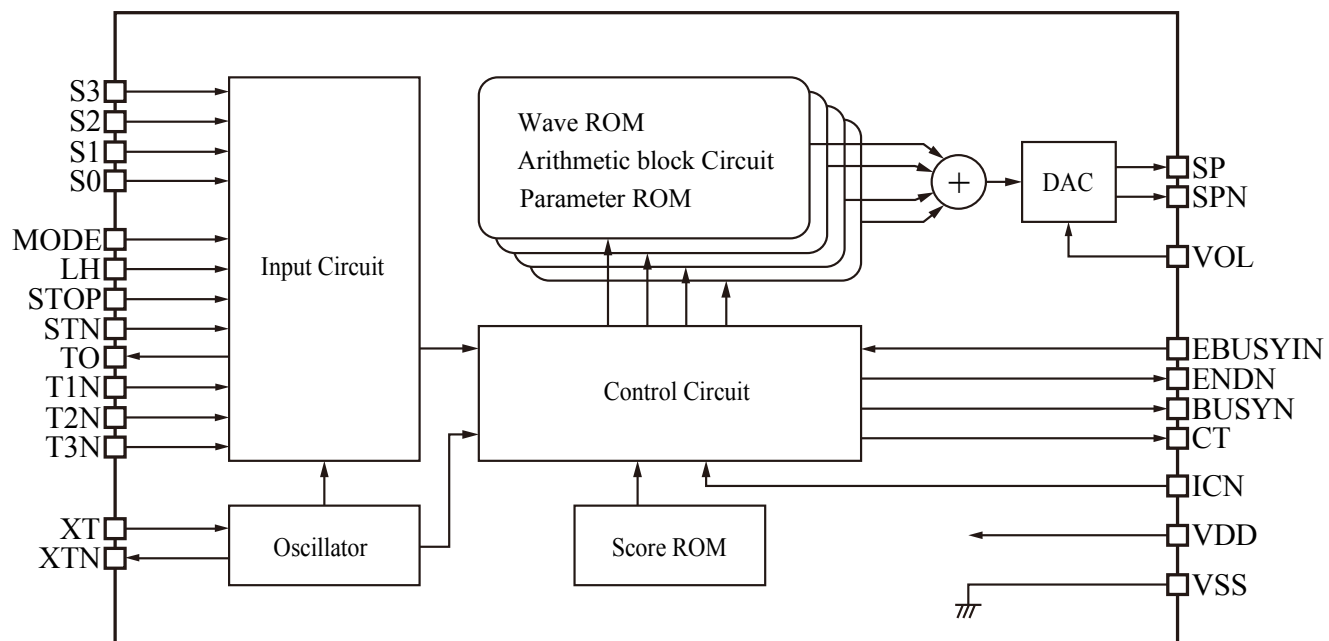 S3
S2
S1
S0
MODE
LH
STOP
STN
TO
T1N
T2N
T3N
XT
XTN
Input Circuit
Oscillator
Wave ROM
Arithmetic block Circuit
Parameter ROM
Control Circuit
Score ROM
+
DAC
SP
SPN
VOL
EBUSYIN
ENDN
BUSYN
CT
ICN
VDD
VSS